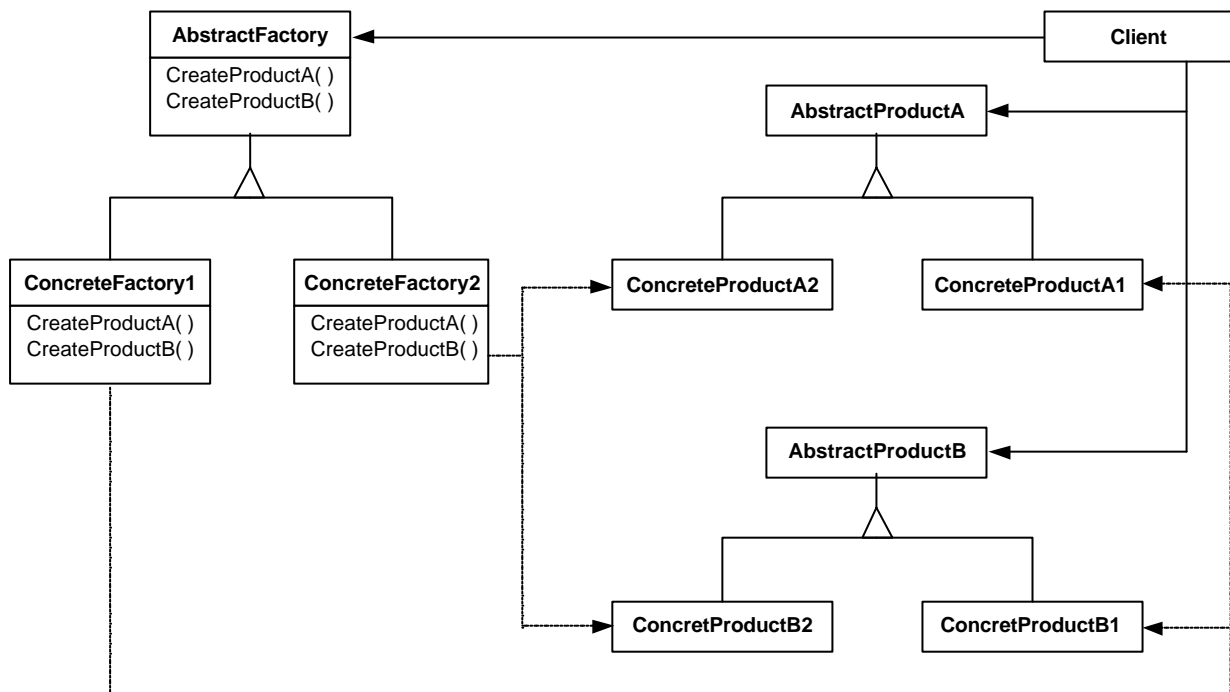 AbstractFactory
CreateProductA( )
CreateProductB( )
Client
AbstractProductA
ConcreteFactory1
CreateProductA( )
CreateProductB( )
ConcreteFactory2
CreateProductA( )
CreateProductB( )
ConcreteProductA2
ConcreteProductA1
AbstractProductB
ConcretProductB2
ConcretProductB1